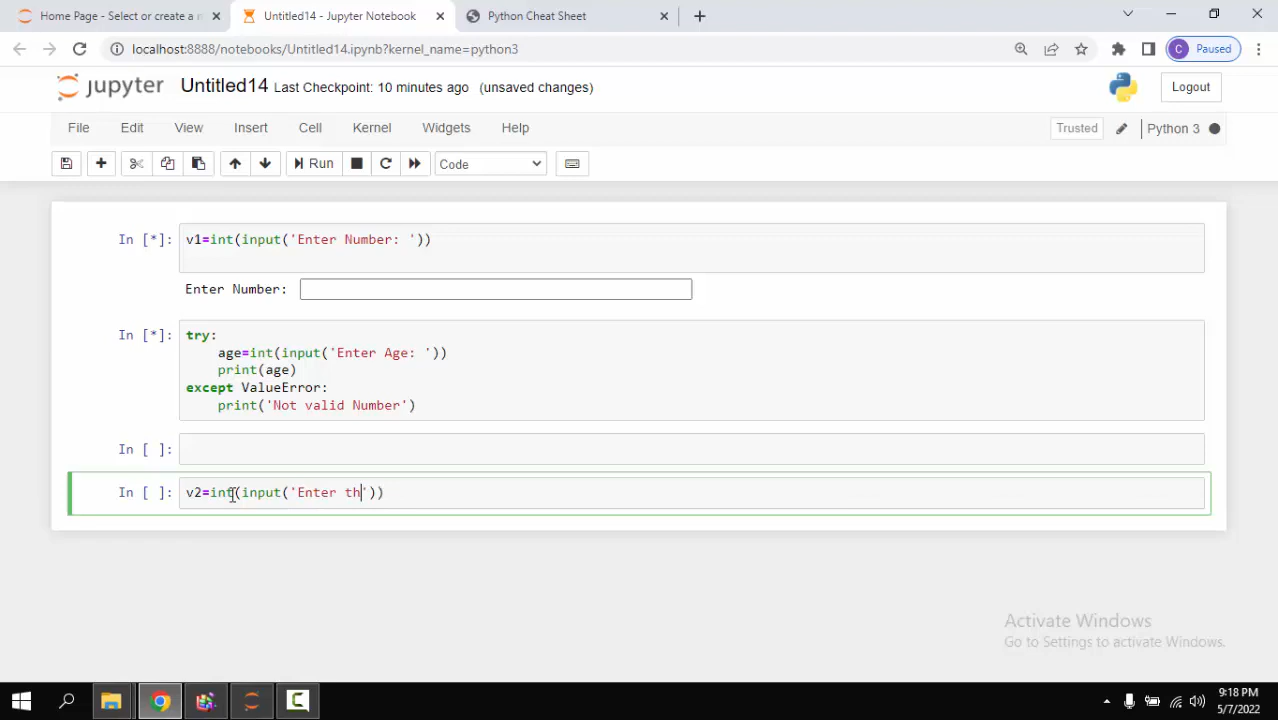 Home Page - Select or create a n
Untitled14 - Jupyter Notebook
Python Cheat Sheet
localhost:8888/notebooks/Untitled14.ipynb?kernel_name=python3
C Paused
jupyter Untitled14 Last Checkpoint: 10 minutes ago (unsaved changes)
Logout
File Edit View Insert Cell Kernel Widgets Help
Trusted
Python 3
Run
Code
In [*]: v1=int(input('Enter Number: '))
Enter Number:
In [*]: try:
age=int(input('Enter Age: '))
print(age)
except ValueError:
print('Not valid Number')
In [ ]:
In [ ]: v2=int(input('Enter th'))
Activate Windows
Go to Settings to activate Windows.
9:18 PM
5/7/2022